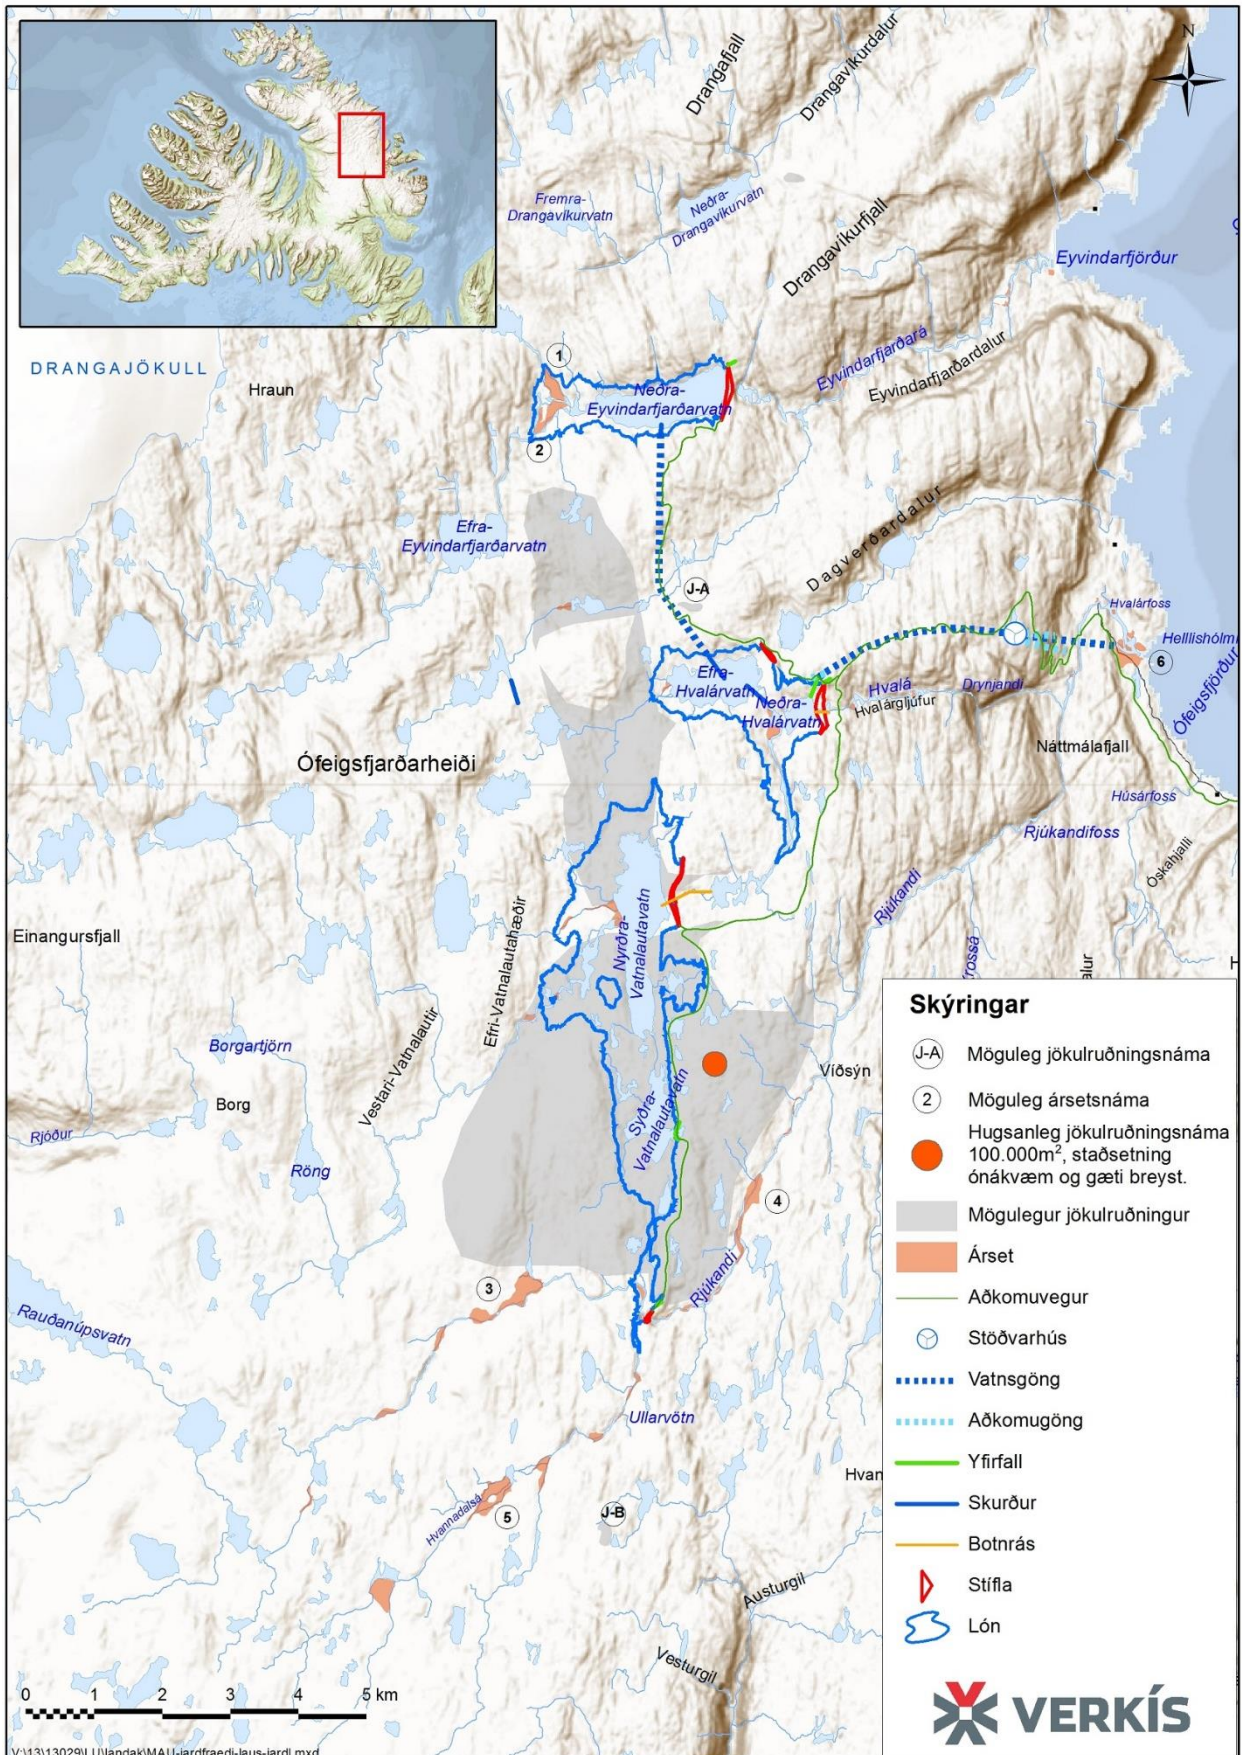 N
Drangafjall
Drangavíkurdalur
Fremra-
Drangavíkurvatn
Neðra-
Drangavíkurvatn
Drangavíkurfjall
Eyvindarfjörður
DRANGAJÖKULL
Hraun
1
Neðra-
Eyvindarfjarðarvatn
Eyvindarfjarðará
Eyvindarfjarðardalur
2
Efra-
Eyvindarfjarðarvatn
Dagverðardalur
J-A
Hvalárfoss
Helllishólmi
6
Ófeigsfjörður
Efra-
Hvalárvatn
Neðra-
Hvalárvatn
Hvalá
Drynjandi
Hvalárgljúfur
Náttmálafjall
Ófeigsfjarðarheiði
Húsárfoss
Rjúkandifoss
Óskahjalli
Rjúkandi
Einangursfjall
Nyrðra-
Vatnalautavatn
Efri-Vatnalautahæðir
Vestari-Vatnalautir
Borgartjörn
Borg
Rjóður
Röng
Víðsýn
Syðra-
Vatnalautavatn
4
3
Rjúkandi
Rauðanúpsvatn
Ullarvötn
Hvannadalsá
5
J-B
Austurgil
Vesturgil
Skýringar
J-A Möguleg jökulruðningsnáma
2 Möguleg ársetsnáma
Hugsanleg jökulruðningsnáma
100.000m², staðsetning
ónákvæm og gæti breyst.
Mögulegur jökulruðningur
Árset
Aðkomuvegur
Stöðvarhús
Vatnsgöng
Aðkomugöng
Yfirfall
Skurður
Botnrás
Stífla
Lón
VERKÍS
0 1 2 3 4 5 km